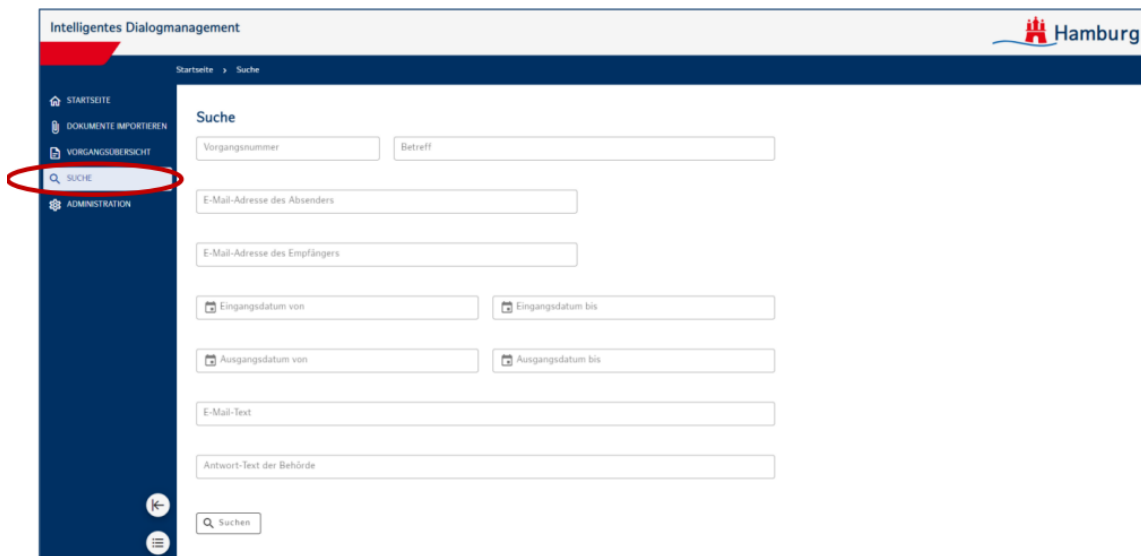 Intelligentes Dialogmanagement
Hamburg
Startseite › Suche
STARTSEITE
DOKUMENTE IMPORTIEREN
VORGANGSÜBERSICHT
SUCHE
ADMINISTRATION
Suche
Vorgangsnummer Betreff
E-Mail-Adresse des Absenders
E-Mail-Adresse des Empfängers
Eingangsdatum von Eingangsdatum bis
Ausgangsdatum von Ausgangsdatum bis
E-Mail-Text
Antwort-Text der Behörde
Suchen